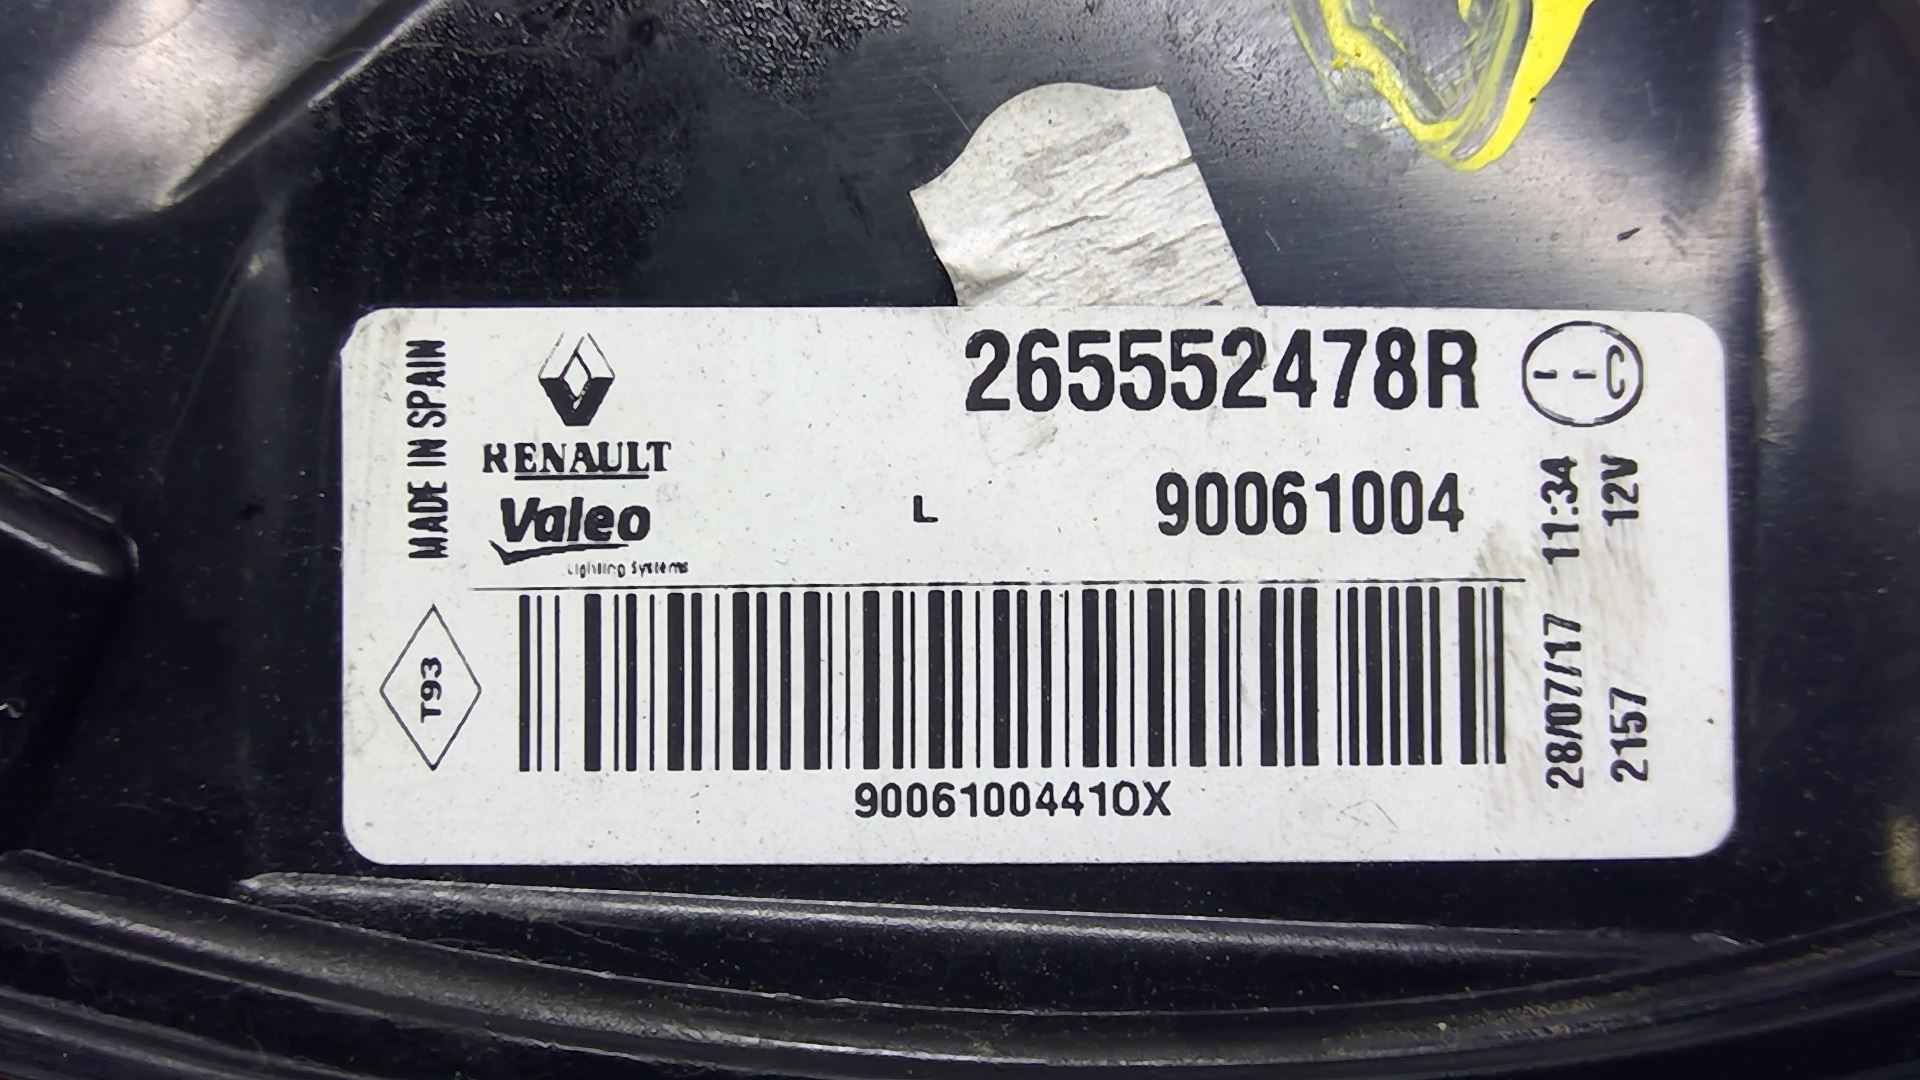 MADE IN SPAIN
RENAULT
Valeo
Lighting Systems
265552478R
C
L
90061004
28/07/17 11:34
2157 12V
T93
9006100441OX